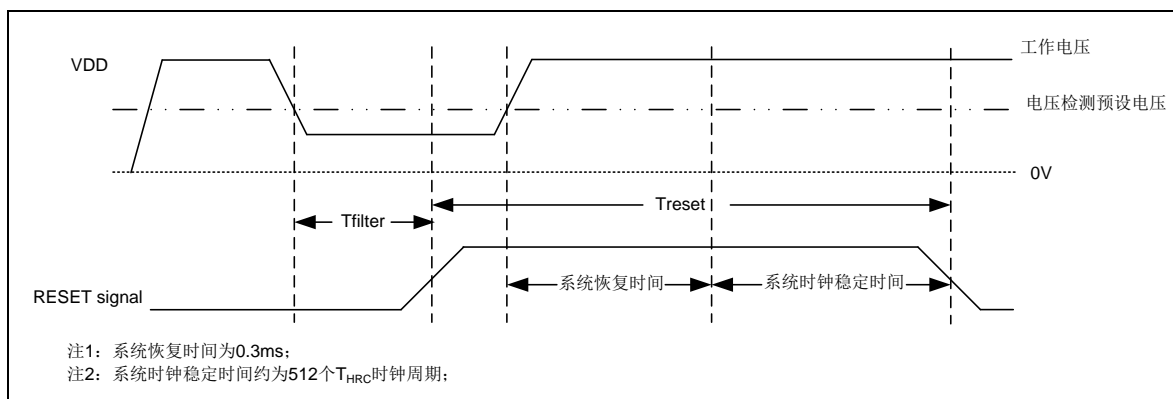 工作电压
VDD
电压检测预设电压
0V
Treset
Tfilter
系统恢复时间
系统时钟稳定时间
RESET signal
注1：系统恢复时间为0.3ms；
注2：系统时钟稳定时间约为512个THRC时钟周期；